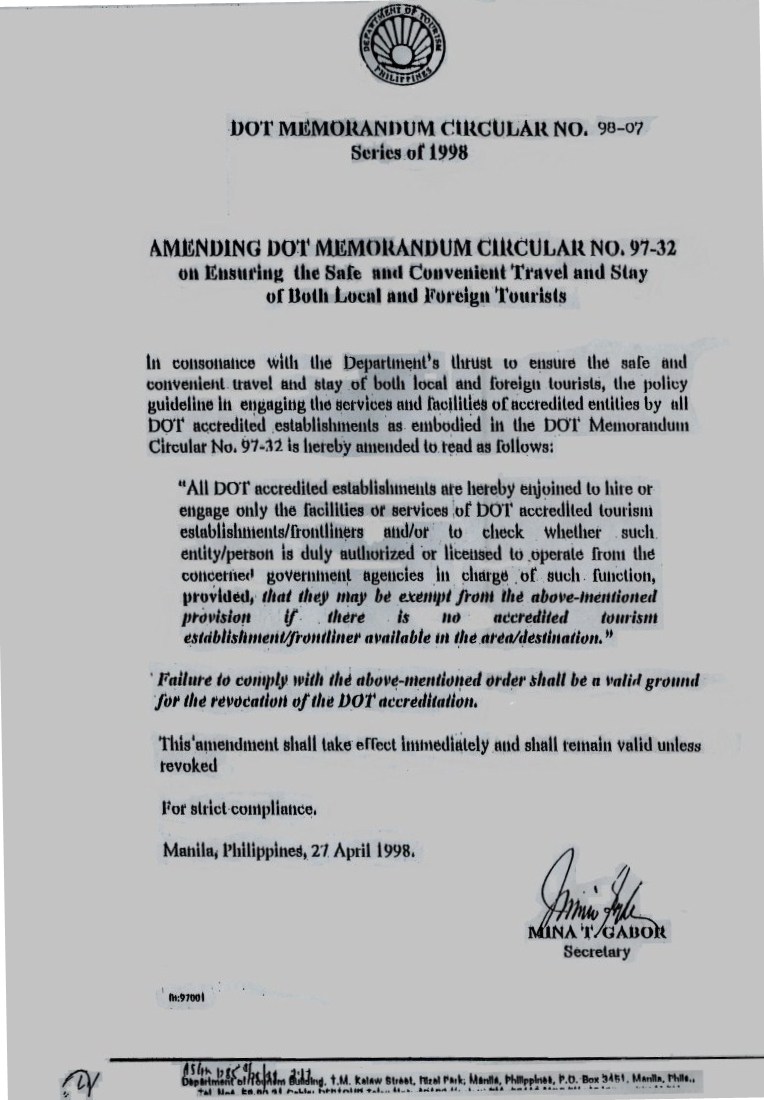 DEPARTMENT OF TOURISM
PHILIPPINES
DOT MEMORANDUM CIRCULAR NO. 98-07
Series of 1998
AMENDING DOT MEMORANDUM CIRCULAR NO. 97-32
on Ensuring the Safe and Convenient Travel and Stay
of Both Local and Foreign Tourists
In consonance with the Department's thrust to ensure the safe and
convenient travel and stay of both local and foreign tourists, the policy
guideline in engaging the services and facilities of accredited entities by all
DOT accredited establishments as embodied in the DOT Memorandum
Circular No. 97-32 is hereby amended to read as follows:
"All DOT accredited establishments are hereby enjoined to hire or
engage only the facilities or services of DOT accredited tourism
establishments/frontliners and/or to check whether such
entity/person is duly authorized or licensed to operate from the
concerned government agencies in charge of such function,
provided, that they may be exempt from the above-mentioned
provision if there is no accredited tourism
establishment/frontliner available in the area/destination."
Failure to comply with the above-mentioned order shall be a valid ground
for the revocation of the DOT accreditation.
This amendment shall take effect immediately and shall remain valid unless
revoked
For strict compliance.
Manila, Philippines, 27 April 1998.
MINA T. GABOR
Secretary
fn:97001
Department of Tourism Building, T.M. Kalaw Street, Rizal Park, Manila, Philippines, P.O. Box 3451, Manila, Phils.,